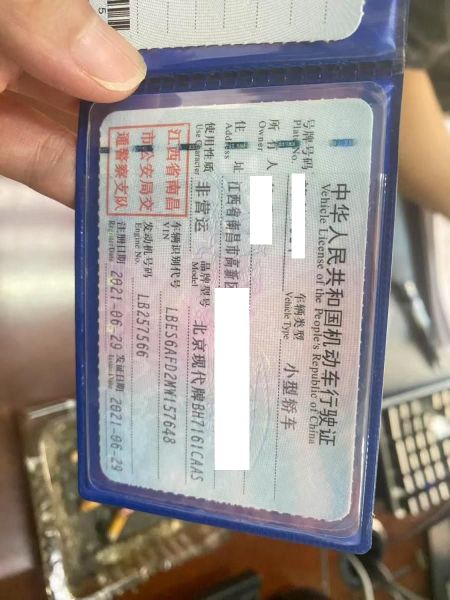 中华人民共和国机动车行驶证
Vehicle License of the People's Republic of China
号牌号码 车辆类型 小型轿车
Plate No. Vehicle Type
所有人
Owner
住址 江西省南昌市高新区
Address
使用性质 非营运 品牌型号 北京现代牌BH7161CAAS
Use Character Model
江西省南昌
市公安局交
通警察支队
车辆识别代号 LBES6AFD2MW157648
VIN
发动机号码 LB257566
Engine No.
注册日期 2021-06-29 发证日期 2021-06-29
Register Date Issue Date